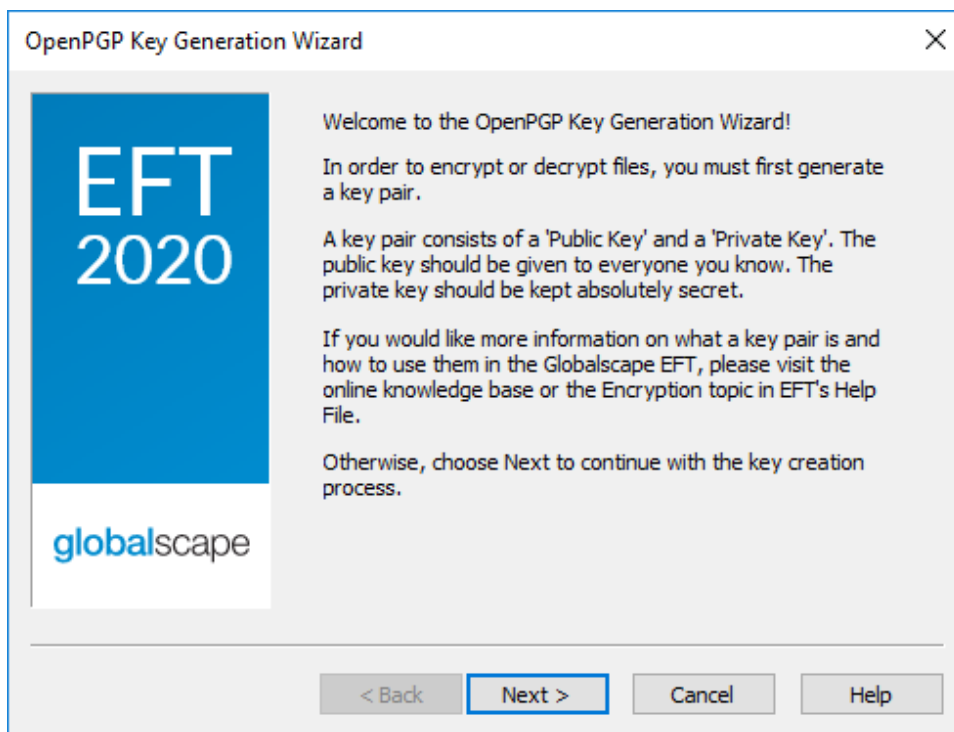 OpenPGP Key Generation Wizard
EFT
2020
globalscape
Welcome to the OpenPGP Key Generation Wizard!
In order to encrypt or decrypt files, you must first generate
a key pair.
A key pair consists of a 'Public Key' and a 'Private Key'. The
public key should be given to everyone you know. The
private key should be kept absolutely secret.
If you would like more information on what a key pair is and
how to use them in the Globalscape EFT, please visit the
online knowledge base or the Encryption topic in EFT's Help
File.
Otherwise, choose Next to continue with the key creation
process.
< Back
Next >
Cancel
Help